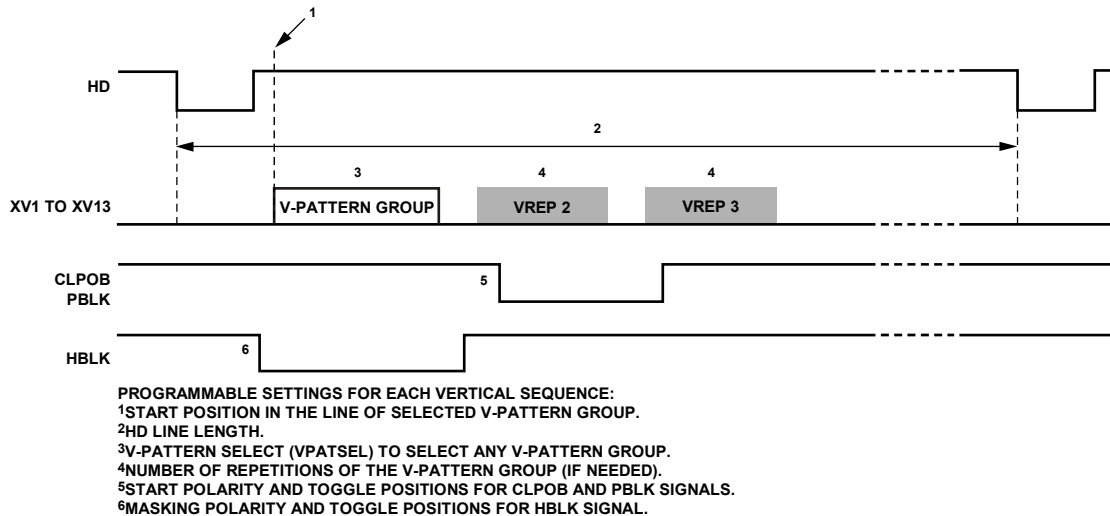 1
HD
2
3
4
4
XV1 TO XV13
V-PATTERN GROUP
VREP 2
VREP 3
CLPOB
PBLK
5
HBLK
6
PROGRAMMABLE SETTINGS FOR EACH VERTICAL SEQUENCE:
1START POSITION IN THE LINE OF SELECTED V-PATTERN GROUP.
2HD LINE LENGTH.
3V-PATTERN SELECT (VPATSEL) TO SELECT ANY V-PATTERN GROUP.
4NUMBER OF REPETITIONS OF THE V-PATTERN GROUP (IF NEEDED).
5START POLARITY AND TOGGLE POSITIONS FOR CLPOB AND PBLK SIGNALS.
6MASKING POLARITY AND TOGGLE POSITIONS FOR HBLK SIGNAL.